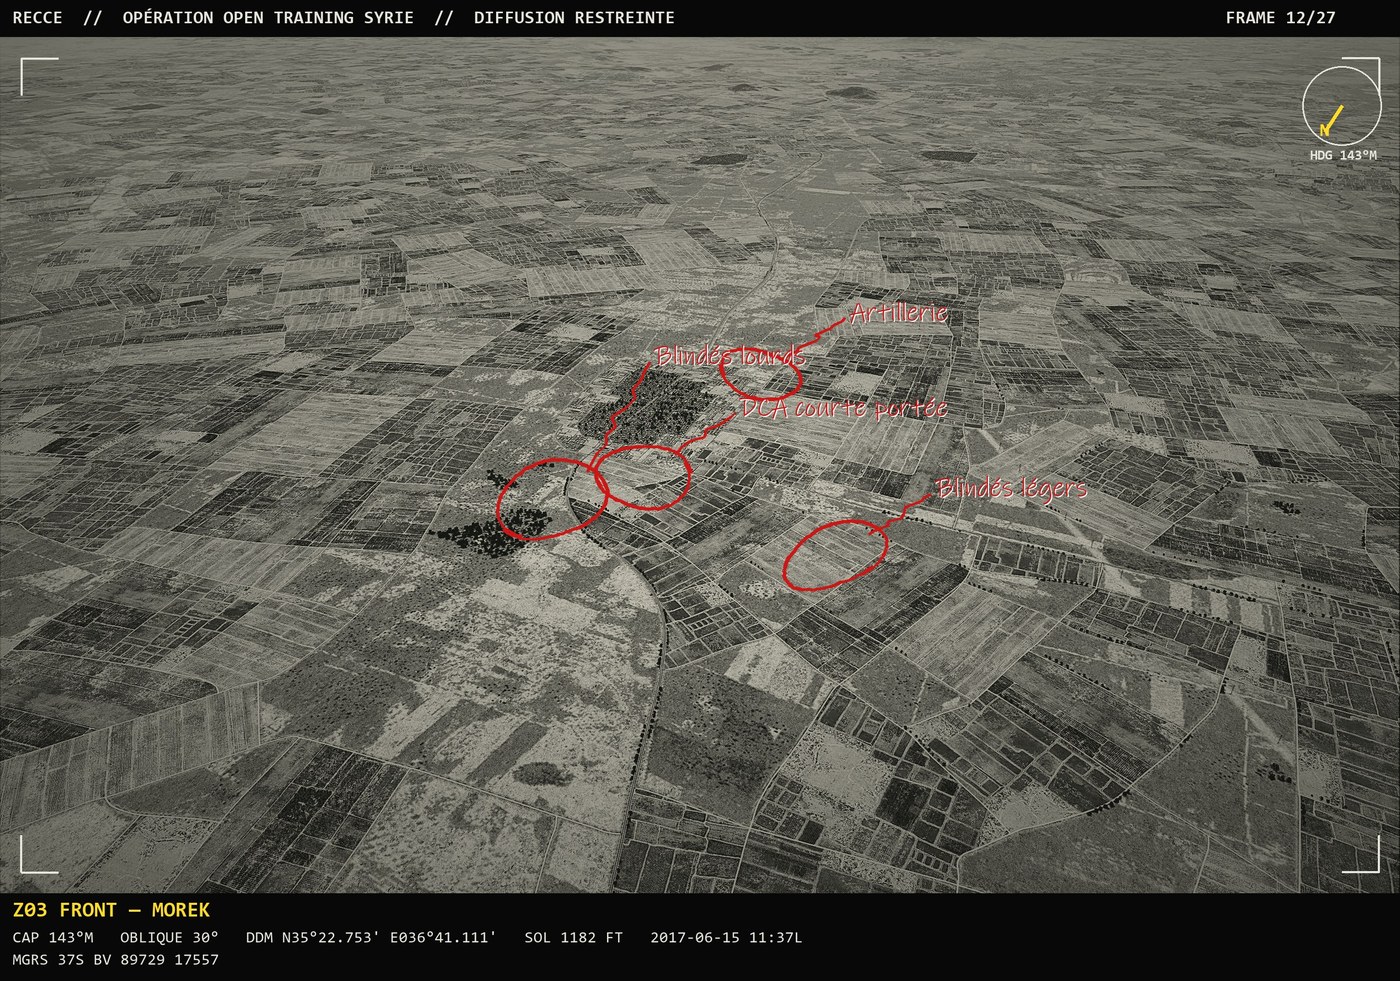 RECCE // OPÉRATION OPEN TRAINING SYRIE // DIFFUSION RESTREINTE FRAME 12/27
N
HDG 143°M
Artillerie
Blindés lourds
DCA courte portée
Blindés légers
Z03 FRONT — MOREK
CAP 143°M OBLIQUE 30° DDM N35°22.753' E036°41.111' SOL 1182 FT 2017-06-15 11:37L
MGRS 37S BV 89729 17557